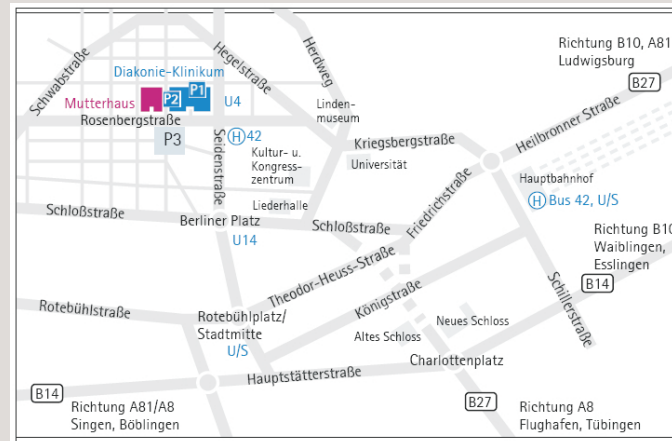 Richtung B10, A81
Ludwigsburg
B27
Schwabstraße
Hegelstraße
Herdweg
Diakonie-Klinikum
P1
P2
Mutterhaus
U4
Linden-
museum
Rosenbergstraße
P3
Seidenstraße
H 42
Kultur- u.
Kongress-
zentrum
Kriegsbergstraße
Universität
Heilbronner Straße
Hauptbahnhof
H Bus 42, U/S
Friedrichstraße
Liederhalle
Schloßstraße
Berliner Platz
Schloßstraße
U14
Richtung B10
Waiblingen,
Esslingen
B14
Theodor-Heuss-Straße
Königstraße
Schillerstraße
Rotebühlstraße
Rotebühlplatz/
Stadtmitte
U/S
Altes Schloss
Neues Schloss
Charlottenplatz
Hauptstätterstraße
B14
Richtung A81/A8
Singen, Böblingen
B27
Richtung A8
Flughafen, Tübingen